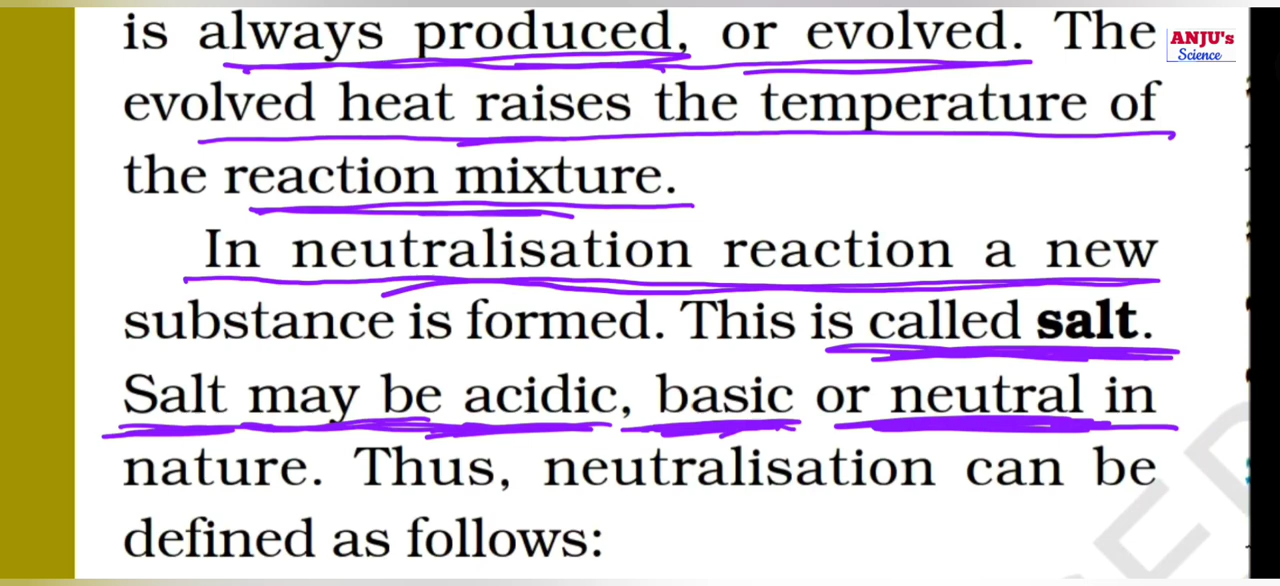 is always produced, or evolved. The
ANJU's
Science
evolved heat raises the temperature of
the reaction mixture.
In neutralisation reaction a new
substance is formed. This is called salt.
Salt may be acidic, basic or neutral in
nature. Thus, neutralisation can be
defined as follows: